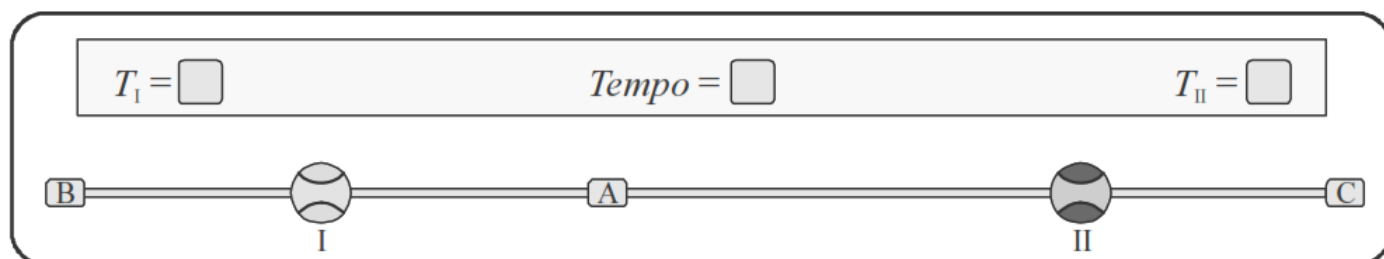 T_I = Tempo = T_II =
B A C
I II